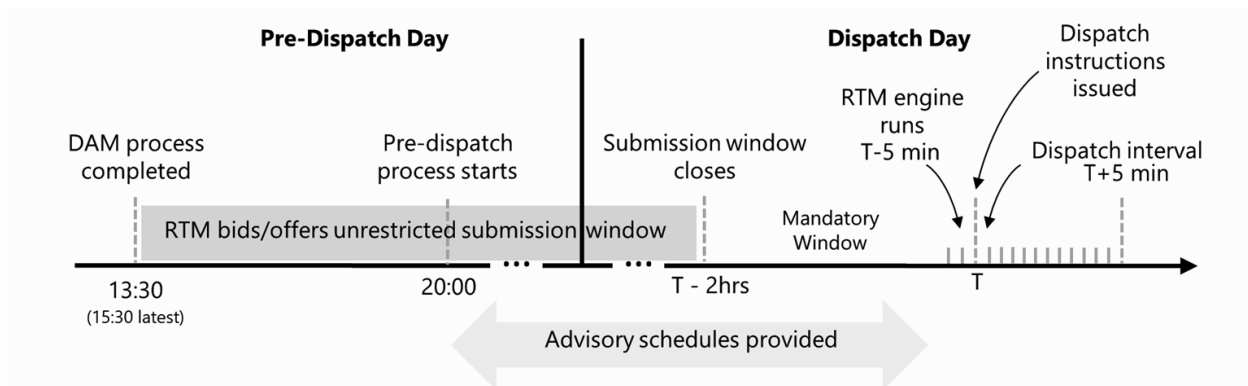 Pre-Dispatch Day
Dispatch Day
Dispatch
instructions
issued
RTM engine
runs
T-5 min
DAM process
completed
Pre-dispatch
process starts
Submission window
closes
Dispatch interval
T+5 min
RTM bids/offers unrestricted submission window
Mandatory
Window
...
...
13:30
(15:30 latest)
20:00
T - 2hrs
T
Advisory schedules provided